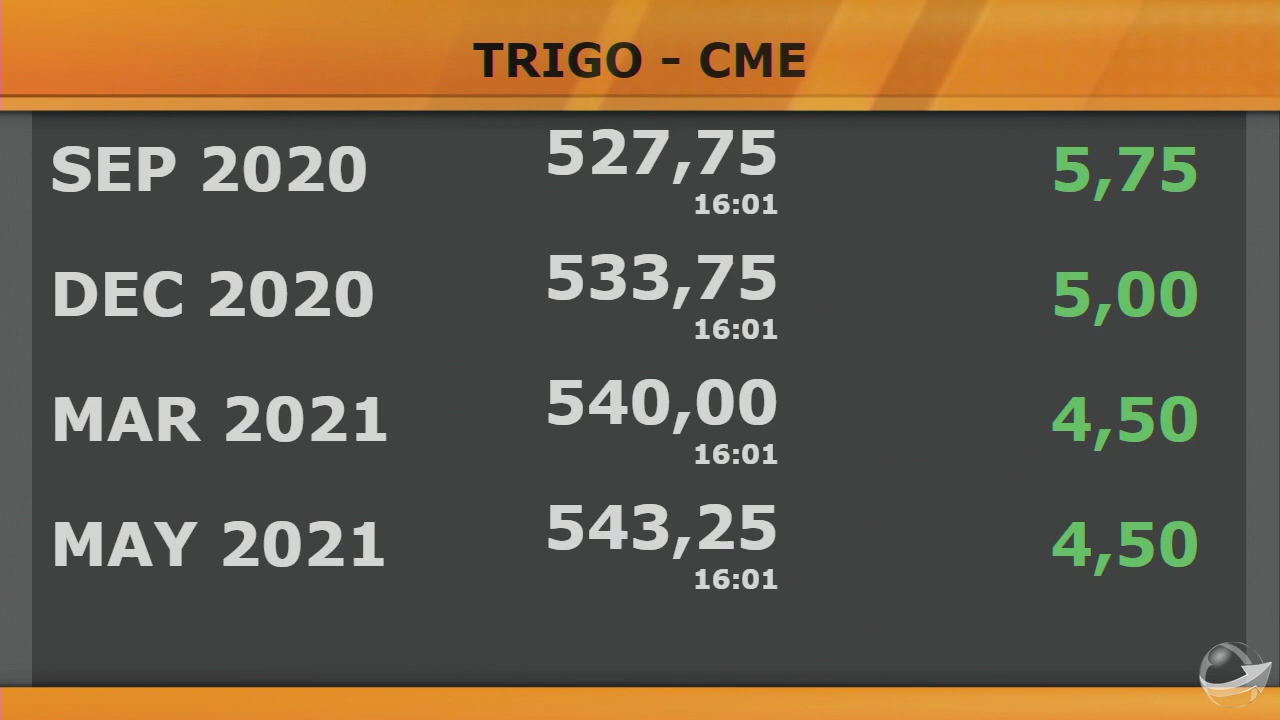 TRIGO – CME
SEP 2020 527,75 5,75
16:01
DEC 2020 533,75 5,00
16:01
MAR 2021 540,00 4,50
16:01
MAY 2021 543,25 4,50
16:01